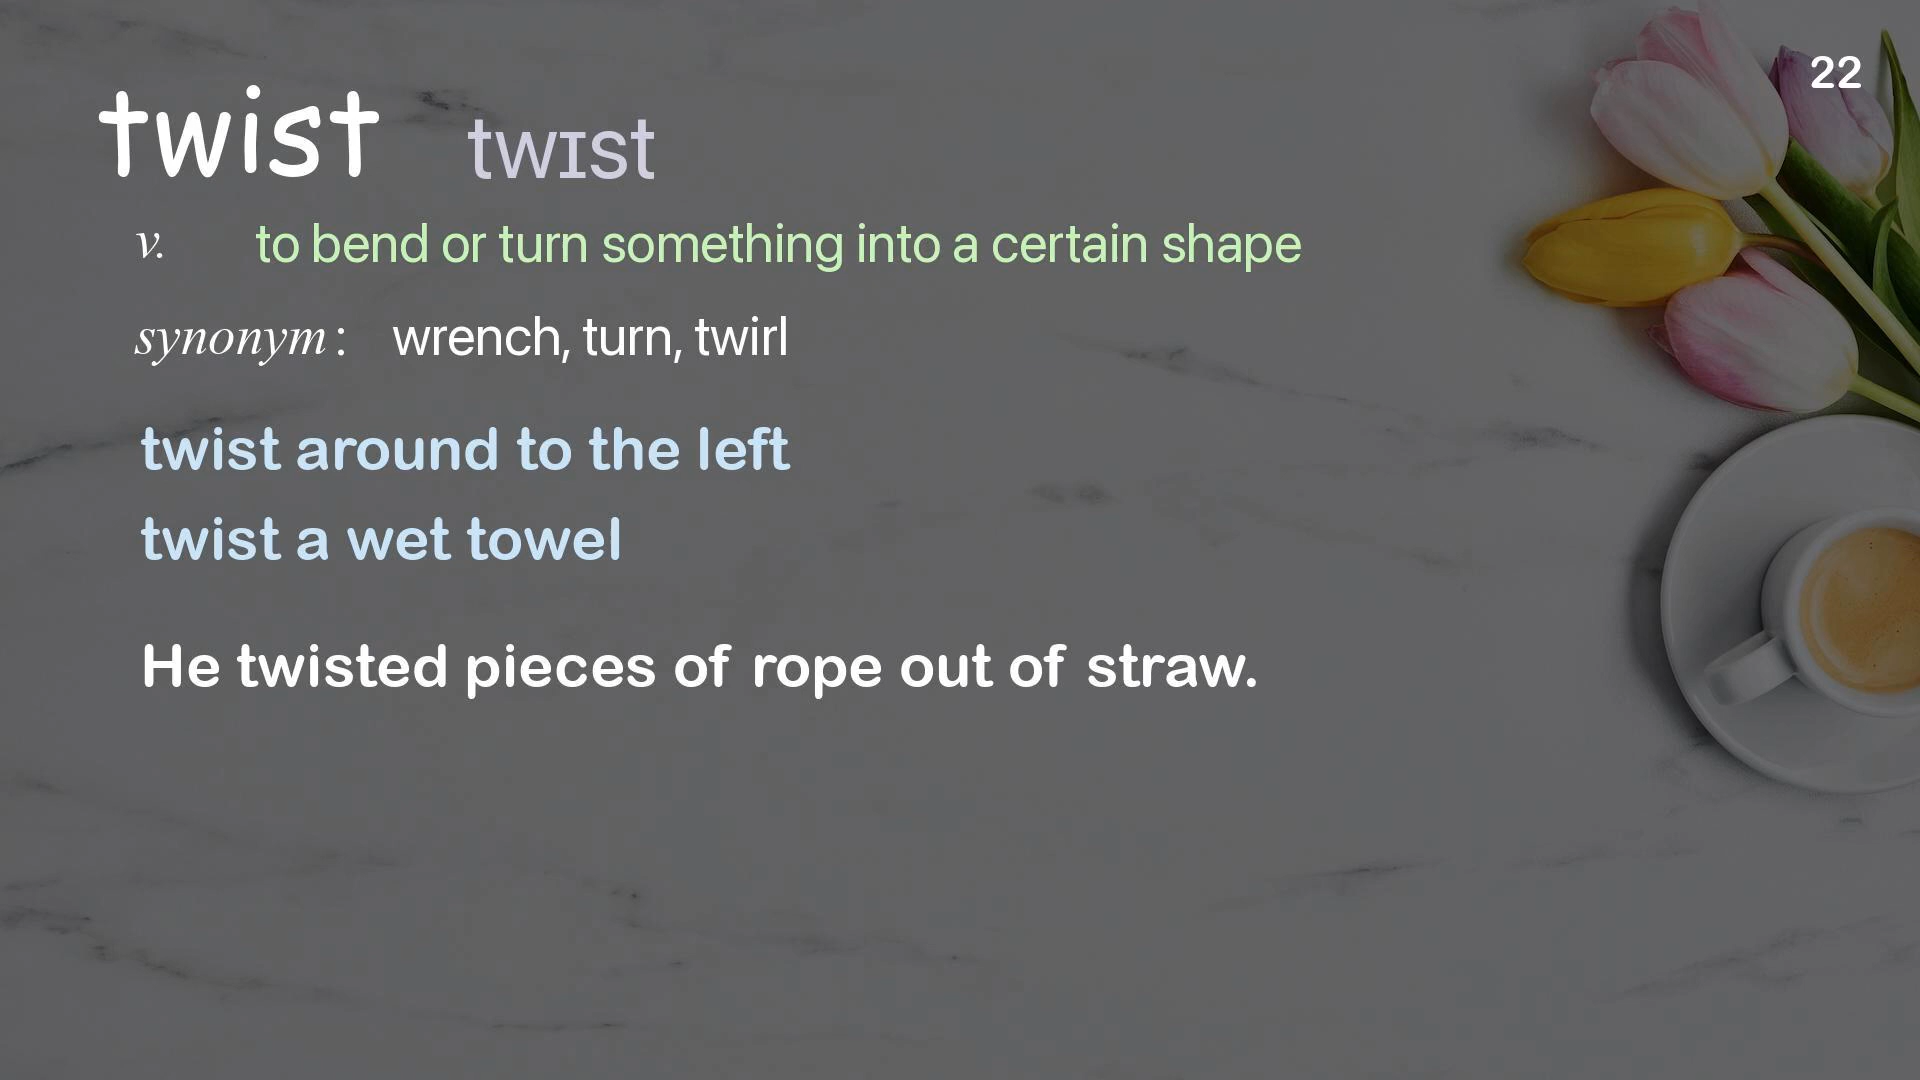 22
twist twɪst
v. to bend or turn something into a certain shape
synonym: wrench, turn, twirl
twist around to the left
twist a wet towel
He twisted pieces of rope out of straw.